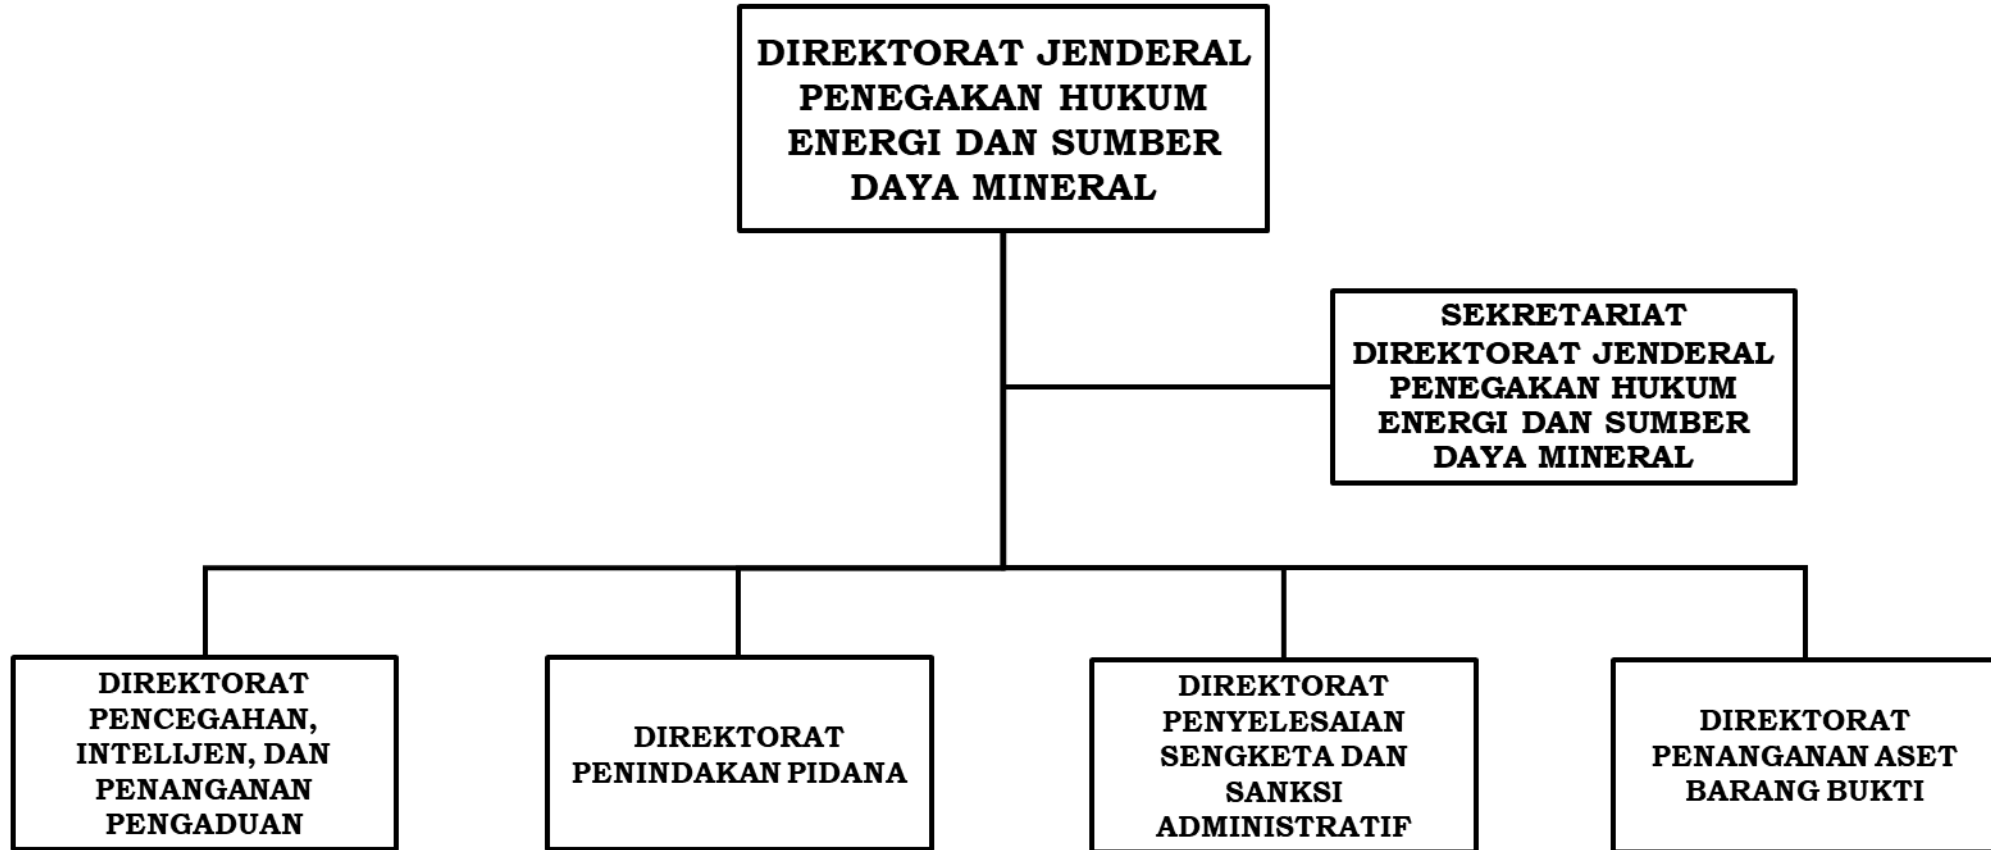 DIREKTORAT JENDERAL
PENEGAKAN HUKUM
ENERGI DAN SUMBER
DAYA MINERAL
SEKRETARIAT
DIREKTORAT JENDERAL
PENEGAKAN HUKUM
ENERGI DAN SUMBER
DAYA MINERAL
DIREKTORAT
PENCEGAHAN,
INTELIJEN, DAN
PENANGANAN
PENGADUAN
DIREKTORAT
PENINDAKAN PIDANA
DIREKTORAT
PENYELESAIAN
SENGKETA DAN
SANKSI
ADMINISTRATIF
DIREKTORAT
PENANGANAN ASET
BARANG BUKTI